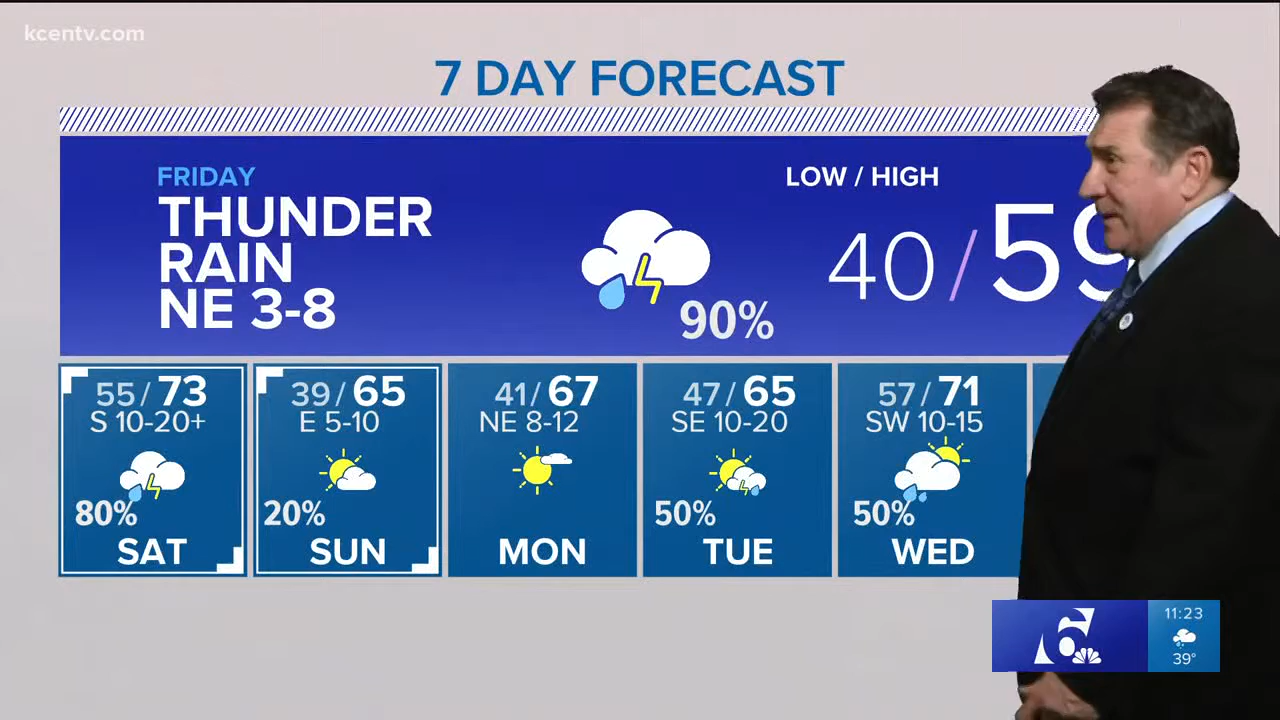 kcentv.com
7 DAY FORECAST
FRIDAY
THUNDER
RAIN
NE 3-8
90%
LOW / HIGH
40/59
55/73
S 10-20+
80%
SAT
39/65
E 5-10
20%
SUN
41/67
NE 8-12
MON
47/65
SE 10-20
50%
TUE
57/71
SW 10-15
50%
WED
6
11:23
39°